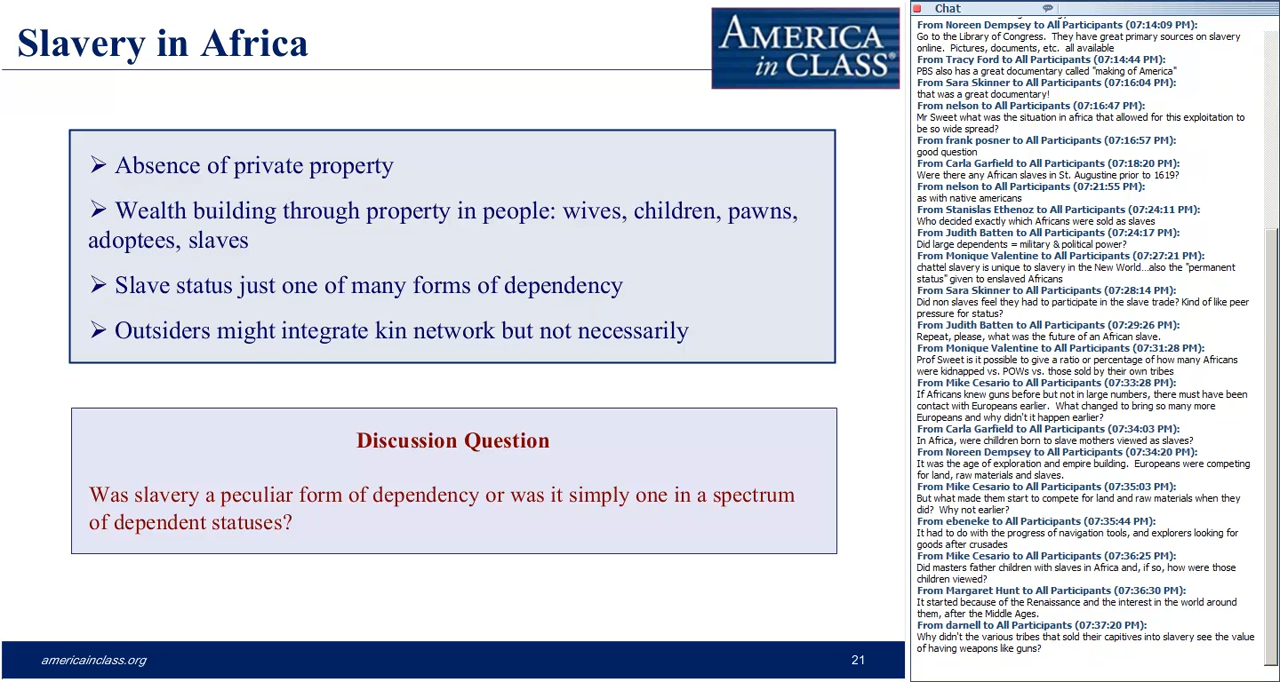 Slavery in Africa
AMERICA
in CLASS®
➢ Absence of private property
➢ Wealth building through property in people: wives, children, pawns,
adoptees, slaves
➢ Slave status just one of many forms of dependency
➢ Outsiders might integrate kin network but not necessarily
Discussion Question
Was slavery a peculiar form of dependency or was it simply one in a spectrum
of dependent statuses?
americainclass.org
21
Chat
From Noreen Dempsey to All Participants (07:14:09 PM):
Go to the Library of Congress. They have great primary sources on slavery
online. Pictures, documents, etc. all available
From Tracy Ford to All Participants (07:14:44 PM):
PBS also has a great documentary called "making of America"
From Sara Skinner to All Participants (07:16:04 PM):
that was a great documentary!
From nelson to All Participants (07:16:47 PM):
Mr Sweet what was the situation in africa that allowed for this exploitation to
be so wide spread?
From frank posner to All Participants (07:16:57 PM):
good question
From Carla Garfield to All Participants (07:18:20 PM):
Were there any African slaves in St. Augustine prior to 1619?
From nelson to All Participants (07:21:55 PM):
as with native americans
From Stanislas Ethenoz to All Participants (07:24:11 PM):
Who decided exactly which Africans were sold as slaves
From Judith Batten to All Participants (07:24:17 PM):
Did large dependents = military & political power?
From Monique Valentine to All Participants (07:27:21 PM):
chattel slavery is unique to slavery in the New World...also the "permanent
status" given to enslaved Africans
From Sara Skinner to All Participants (07:28:14 PM):
Did non slaves feel they had to participate in the slave trade? Kind of like peer
pressure for status?
From Judith Batten to All Participants (07:29:26 PM):
Repeat, please, what was the future of an African slave.
From Monique Valentine to All Participants (07:31:28 PM):
Prof Sweet is it possible to give a ratio or percentage of how many Africans
were kidnapped vs. POWs vs. those sold by their own tribes
From Mike Cesario to All Participants (07:33:28 PM):
If Africans knew guns before but not in large numbers, there must have been
contact with Europeans earlier. What changed to bring so many more
Europeans and why didn't it happen earlier?
From Carla Garfield to All Participants (07:34:03 PM):
In Africa, were chilldren born to slave mothers viewed as slaves?
From Noreen Dempsey to All Participants (07:34:20 PM):
It was the age of exploration and empire building. Europeans were competing
for land, raw materials and slaves.
From Mike Cesario to All Participants (07:35:03 PM):
But what made them start to compete for land and raw materials when they
did? Why not earlier?
From ebeneke to All Participants (07:35:44 PM):
It had to do with the progress of navigation tools, and explorers looking for
goods after crusades
From Mike Cesario to All Participants (07:36:25 PM):
Did masters father children with slaves in Africa and, if so, how were those
children viewed?
From Margaret Hunt to All Participants (07:36:30 PM):
It started because of the Renaissance and the interest in the world around
them, after the Middle Ages.
From darnell to All Participants (07:37:20 PM):
Why didn't the various tribes that sold their capitives into slavery see the value
of having weapons like guns?